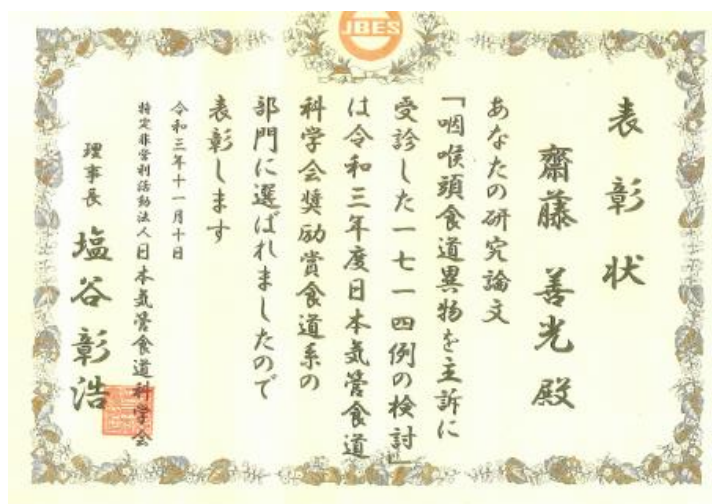 JBES
表彰状
齋藤 善光 殿
あなたの研究論文
「咽喉頭食道異物を主訴に
受診した一七一四例の検討」
は令和三年度日本気管食道
科学会奨励賞食道系の
部門に選ばれましたので
表彰します
令和三年十一月十日
特定非営利活動法人日本気管食道科学会
理事長 塩谷彰浩